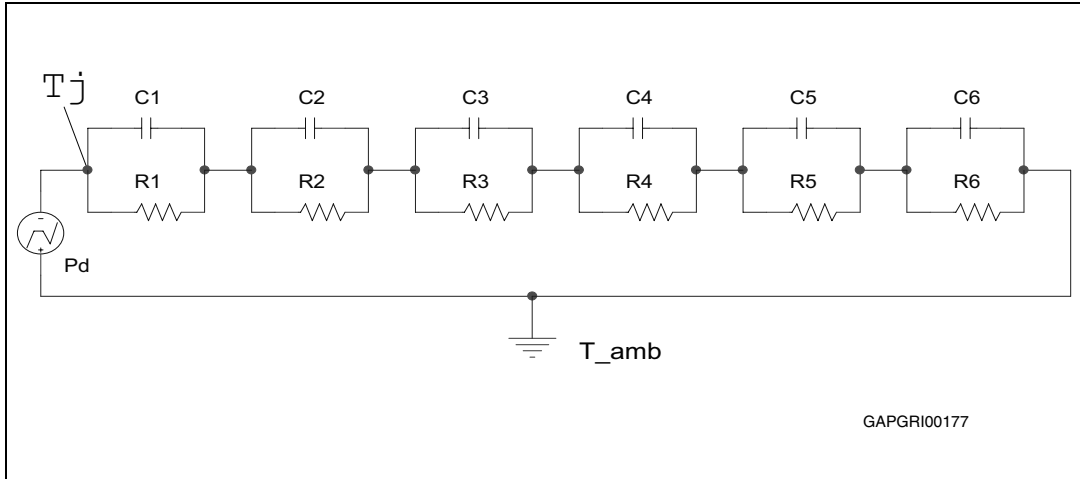 Tj
C1 C2 C3 C4 C5 C6
R1 R2 R3 R4 R5 R6
-
+
Pd
T_amb
GAPGRI00177